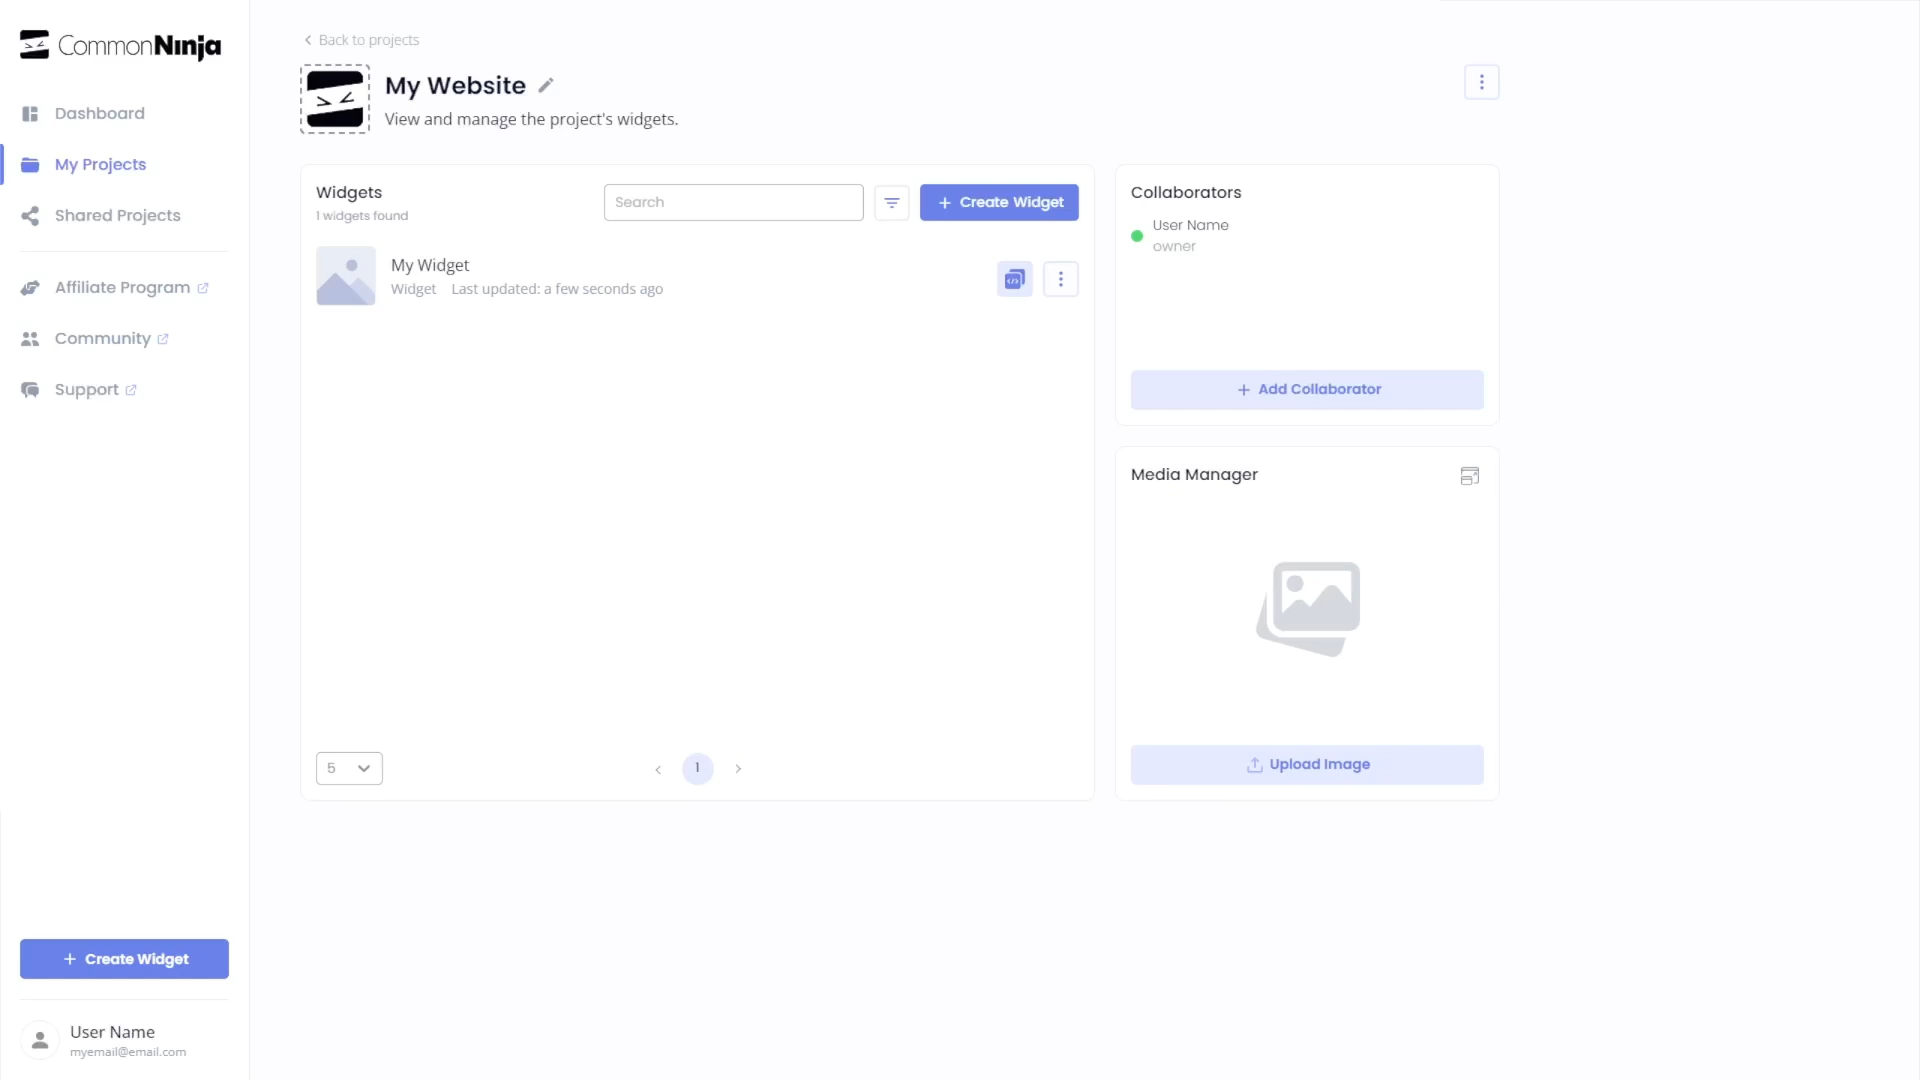 CommonNinja
Dashboard
My Projects
Shared Projects
Affiliate Program
Community
Support
Create Widget
User Name
myemail@email.com
Back to projects
My Website
View and manage the project's widgets.
Widgets
1 widgets found
Search
Create Widget
My Widget
Widget Last updated: a few seconds ago
5
1
Collaborators
User Name
owner
Add Collaborator
Media Manager
Upload Image